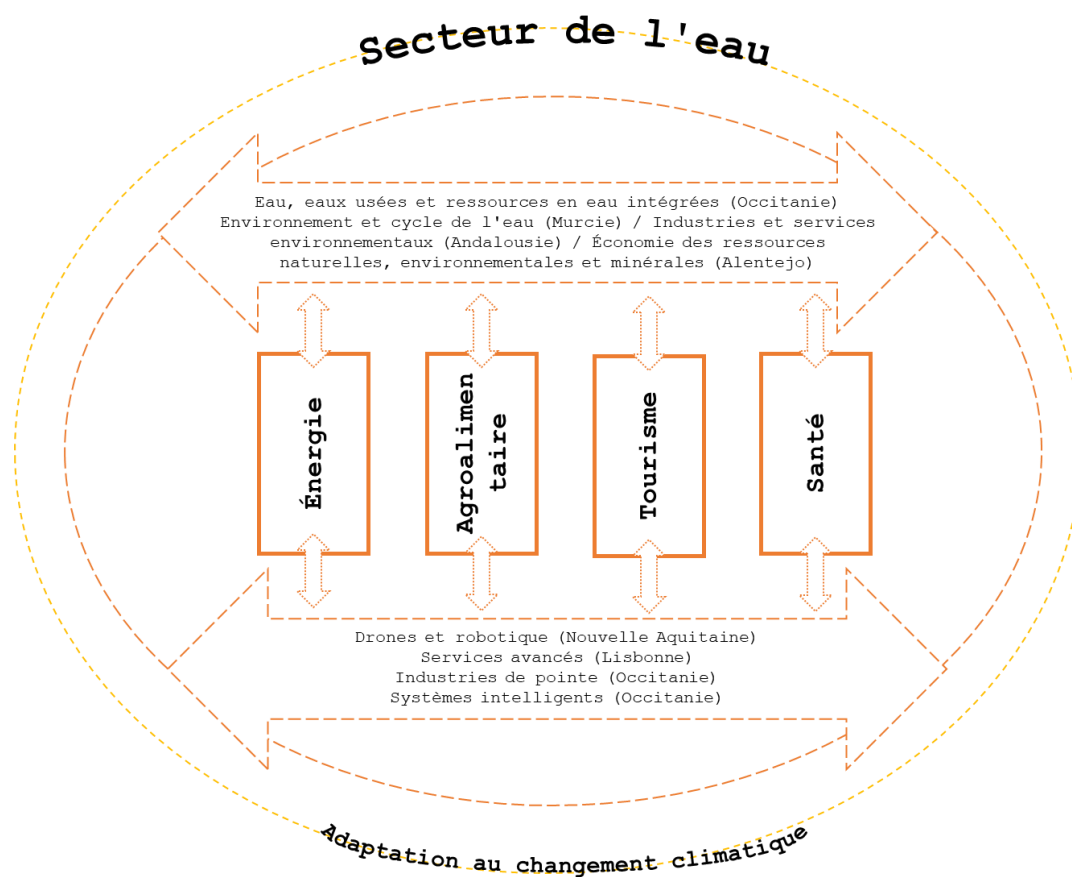 Secteur de l'eau
Eau, eaux usées et ressources en eau intégrées (Occitanie)
Environnement et cycle de l'eau (Murcie) / Industries et services
environnementaux (Andalousie) / Économie des ressources
naturelles, environnementales et minérales (Alentejo)
Énergie
Agroalimen
taire
Tourisme
Santé
Drones et robotique (Nouvelle Aquitaine)
Services avancés (Lisbonne)
Industries de pointe (Occitanie)
Systèmes intelligents (Occitanie)
Adaptation au changement climatique